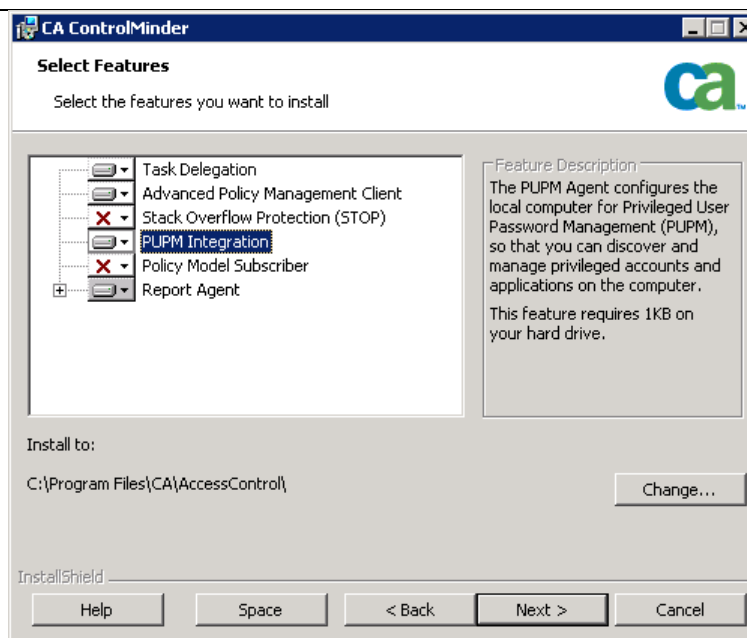 CA ControlMinder
Select Features
Select the features you want to install
ca
TM
Task Delegation
Advanced Policy Management Client
Stack Overflow Protection (STOP)
PUPM Integration
Policy Model Subscriber
Report Agent
Feature Description
The PUPM Agent configures the
local computer for Privileged User
Password Management (PUPM),
so that you can discover and
manage privileged accounts and
applications on the computer.
This feature requires 1KB on
your hard drive.
Install to:
C:\Program Files\CA\AccessControl\
Change...
InstallShield
Help
Space
< Back
Next >
Cancel